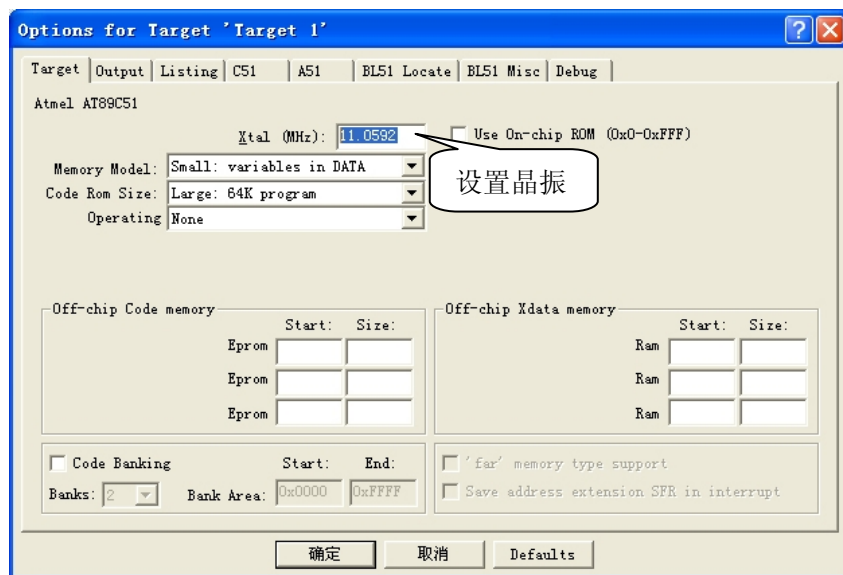 Options for Target 'Target 1'
Target Output Listing C51 A51 BL51 Locate BL51 Misc Debug
Atmel AT89C51
Xtal (MHz): 11.0592 Use On-chip ROM (0x0-0xFFF)
设置晶振
Memory Model: Small: variables in DATA
Code Rom Size: Large: 64K program
Operating None
Off-chip Code memory
Start: Size:
Eprom
Eprom
Eprom
Off-chip Xdata memory
Start: Size:
Ram
Ram
Ram
Code Banking Start: End:
Banks: 2 Bank Area: 0x0000 0xFFFF
'far' memory type support
Save address extension SFR in interrupt
确定 取消 Defaults